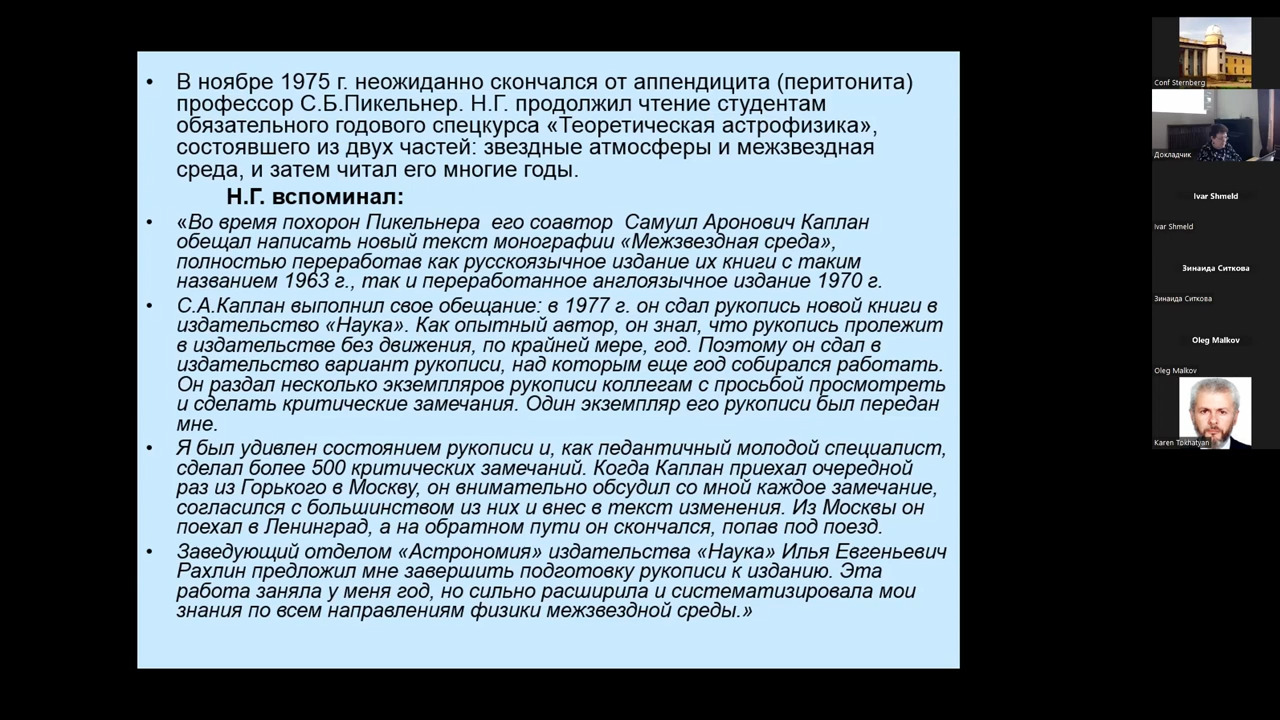 • В ноябре 1975 г. неожиданно скончался от аппендицита (перитонита)
профессор С.Б.Пикельнер. Н.Г. продолжил чтение студентам
обязательного годового спецкурса «Теоретическая астрофизика»,
состоявшего из двух частей: звездные атмосферы и межзвездная
среда, и затем читал его многие годы.
Н.Г. вспоминал:
• «Во время похорон Пикельнера его соавтор Самуил Аронович Каплан
обещал написать новый текст монографии «Межзвездная среда»,
полностью переработав как русскоязычное издание их книги с таким
названием 1963 г., так и переработанное англоязычное издание 1970 г.
• С.А.Каплан выполнил свое обещание: в 1977 г. он сдал рукопись новой книги в
издательство «Наука». Как опытный автор, он знал, что рукопись пролежит
в издательстве без движения, по крайней мере, год. Поэтому он сдал в
издательство вариант рукописи, над которым еще год собирался работать.
Он раздал несколько экземпляров рукописи коллегам с просьбой просмотреть
и сделать критические замечания. Один экземпляр его рукописи был передан
мне.
• Я был удивлен состоянием рукописи и, как педантичный молодой специалист,
сделал более 500 критических замечаний. Когда Каплан приехал очередной
раз из Горького в Москву, он внимательно обсудил со мной каждое замечание,
согласился с большинством из них и внес в текст изменения. Из Москвы он
поехал в Ленинград, а на обратном пути он скончался, попав под поезд.
• Заведующий отделом «Астрономия» издательства «Наука» Илья Евгеньевич
Рахлин предложил мне завершить подготовку рукописи к изданию. Эта
работа заняла у меня год, но сильно расширила и систематизировала мои
знания по всем направлениям физики межзвездной среды.»
Conf Sternberg
Докладчик
Ivar Shmeld
Ivar Shmeld
Зинаида Ситкова
Зинаида Ситкова
Oleg Malkov
Oleg Malkov
Karen Tokhatyan